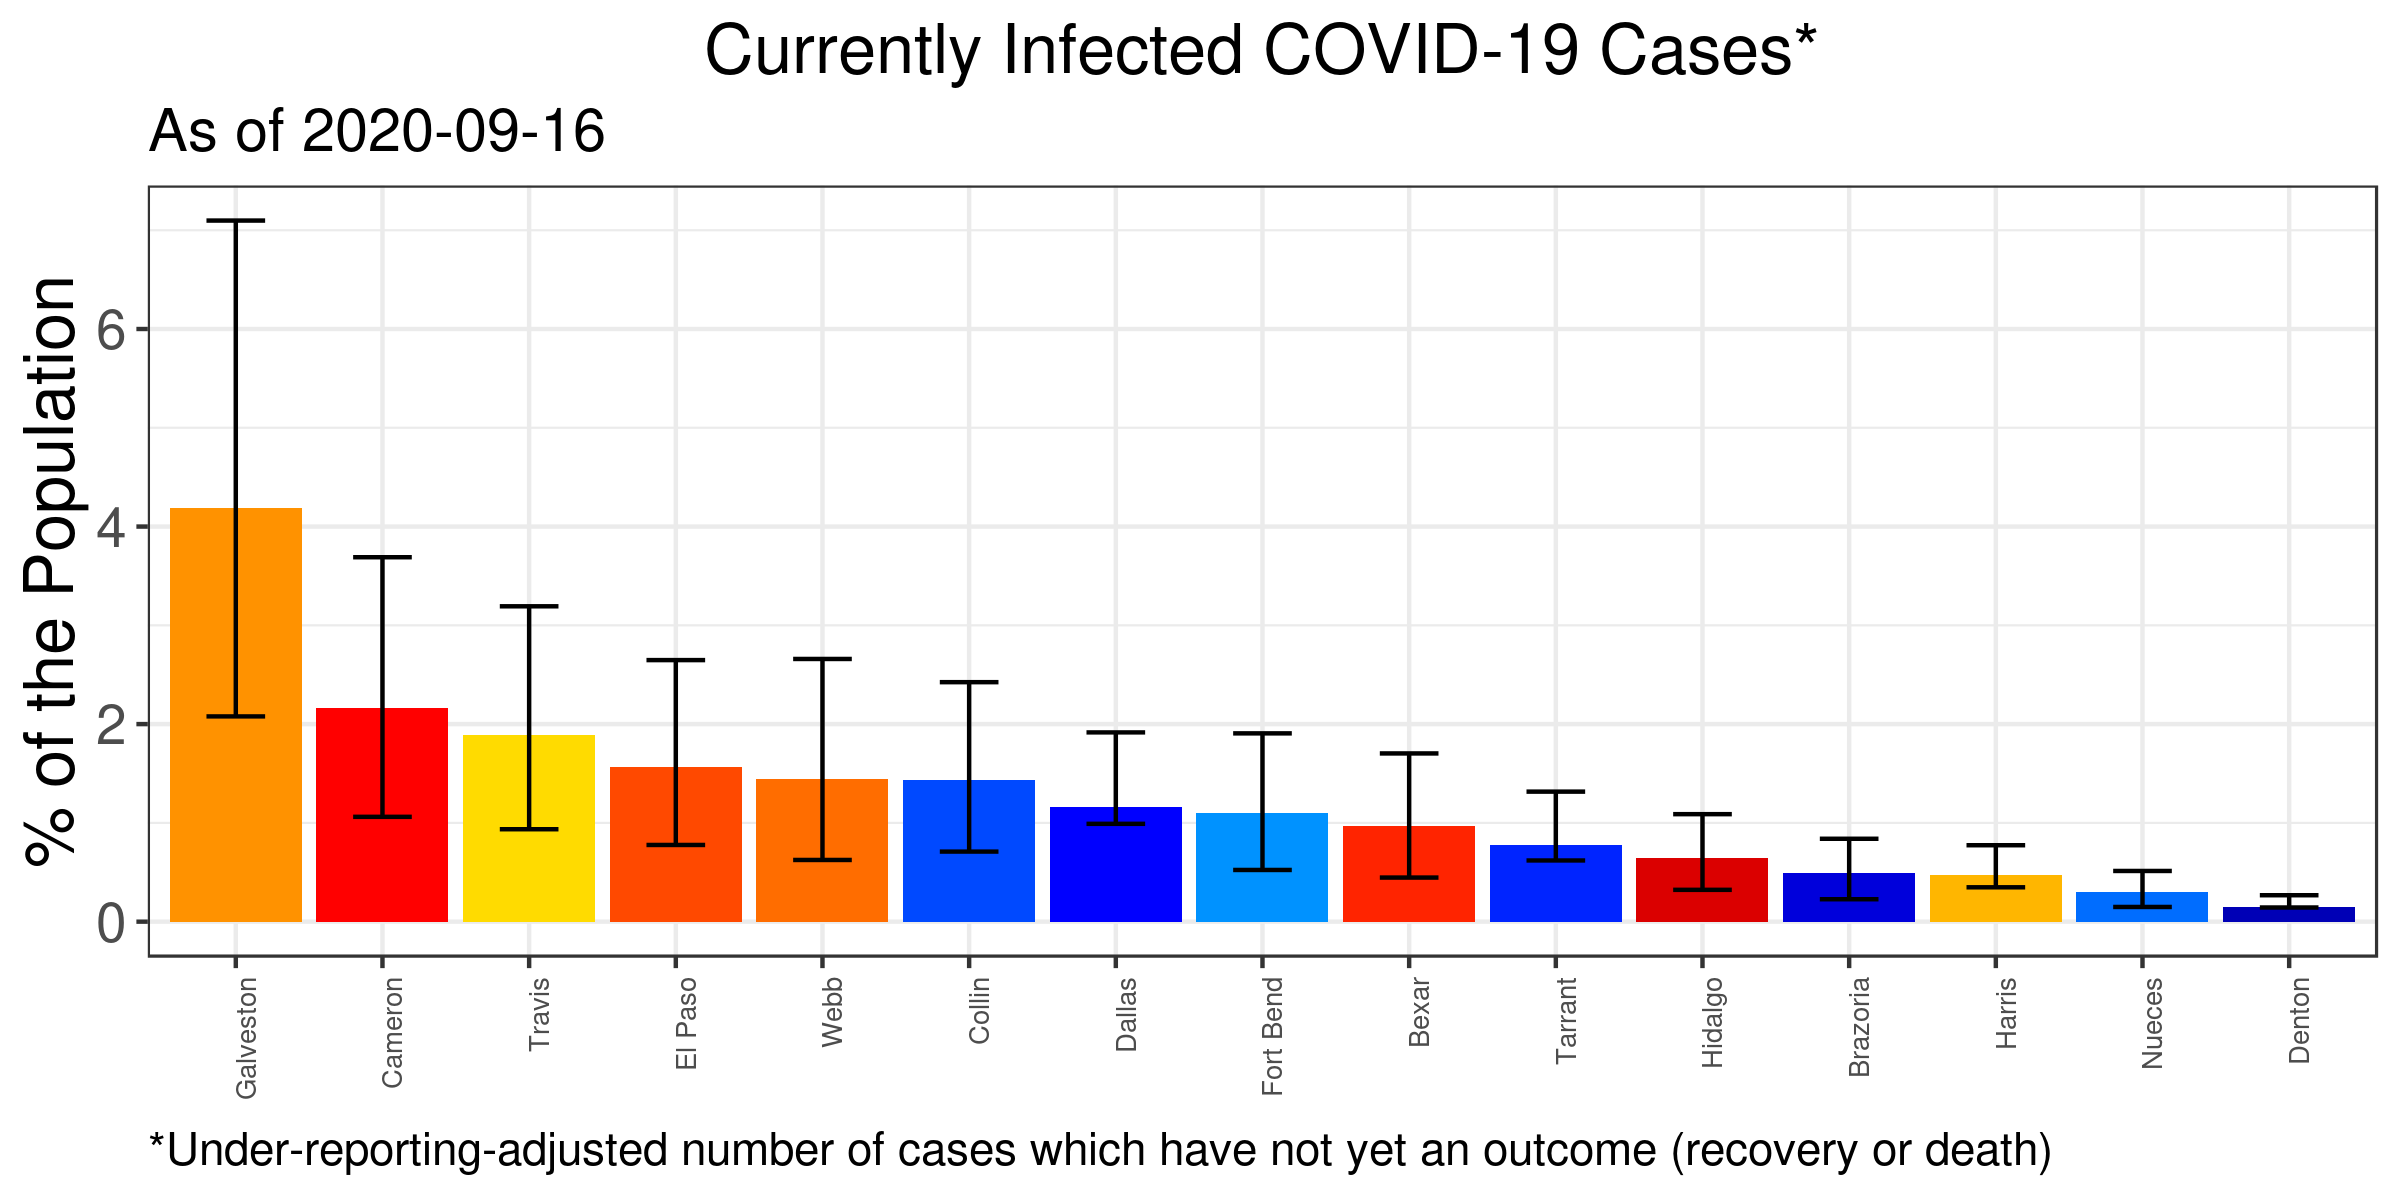 Currently Infected COVID-19 Cases*
As of 2020-09-16
% of the Population
6
4
2
0
Galveston
Cameron
Travis
El Paso
Webb
Collin
Dallas
Fort Bend
Bexar
Tarrant
Hidalgo
Brazoria
Harris
Nueces
Denton
*Under-reporting-adjusted number of cases which have not yet an outcome (recovery or death)